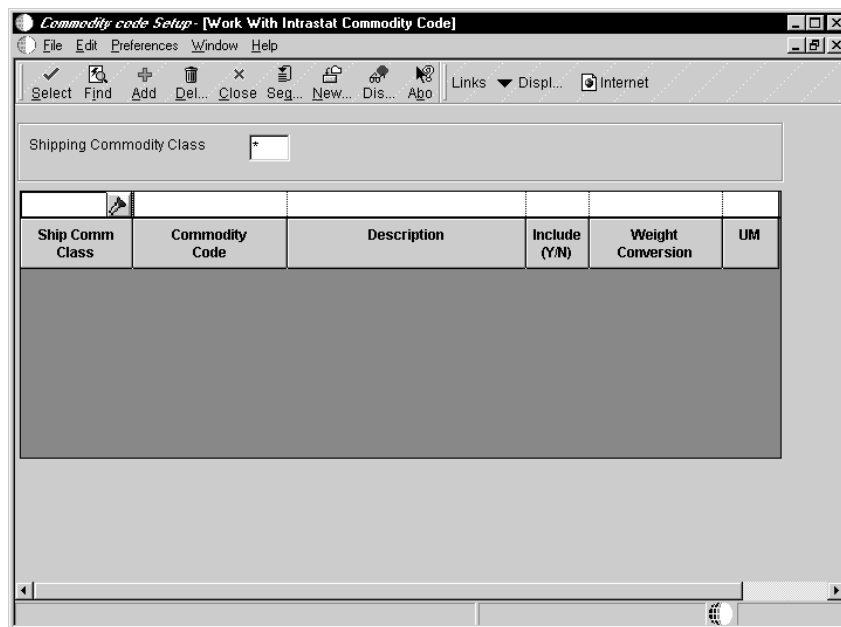 Commodity code Setup - [Work With Intrastat Commodity Code]
File Edit Preferences Window Help
Select Find Add Del... Close Seq... New... Dis... Abo Links Displ... Internet
Shipping Commodity Class *
Ship Comm Class Commodity Code Description Include (Y/N) Weight Conversion UM